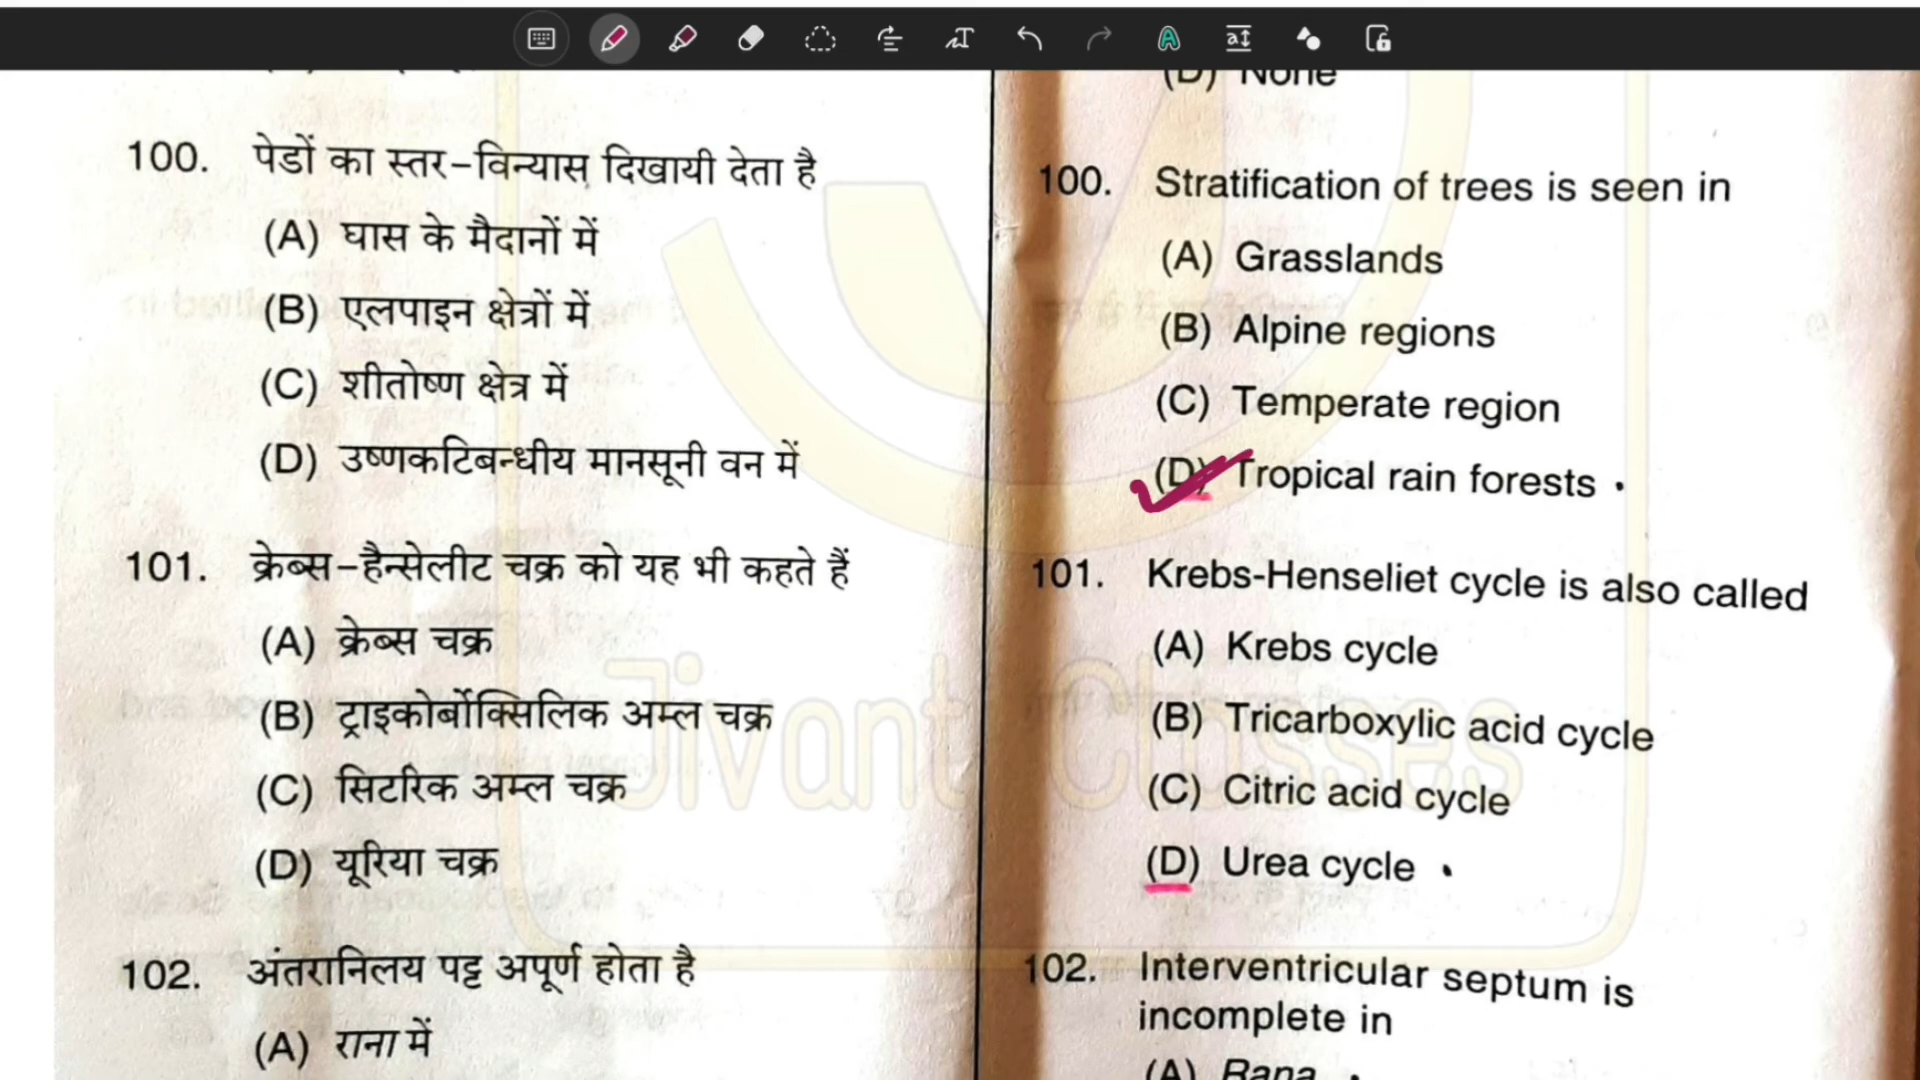 100. पेडों का स्तर–विन्यास दिखायी देता है
(A) घास के मैदानों में
(B) एलपाइन क्षेत्रों में
(C) शीतोष्ण क्षेत्र में
(D) उष्णकटिबन्धीय मानसूनी वन में
101. क्रेब्स–हैन्सेलीट चक्र को यह भी कहते हैं
(A) क्रेब्स चक्र
(B) ट्राइकोर्बोक्सिलिक अम्ल चक्र
(C) सिटरिक अम्ल चक्र
(D) यूरिया चक्र
102. अंतरानिलय पट्ट अपूर्ण होता है
(A) राना में
(D) None
100. Stratification of trees is seen in
(A) Grasslands
(B) Alpine regions
(C) Temperate region
(D) Tropical rain forests
101. Krebs-Henseliet cycle is also called
(A) Krebs cycle
(B) Tricarboxylic acid cycle
(C) Citric acid cycle
(D) Urea cycle
102. Interventricular septum is
incomplete in
(A) Rana
Jivant Classes